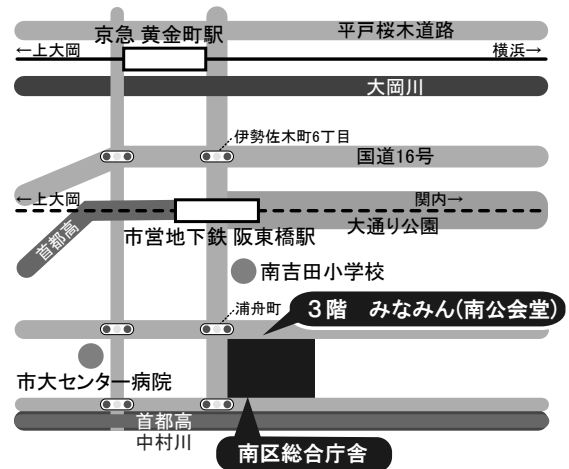 京急 黄金町駅
平戸桜木道路
←上大岡
横浜→
大岡川
伊勢佐木町6丁目
国道16号
←上大岡
関内→
大通り公園
首都高
市営地下鉄 阪東橋駅
南吉田小学校
浦舟町
3階 みなみん(南公会堂)
市大センター病院
首都高
中村川
南区総合庁舎